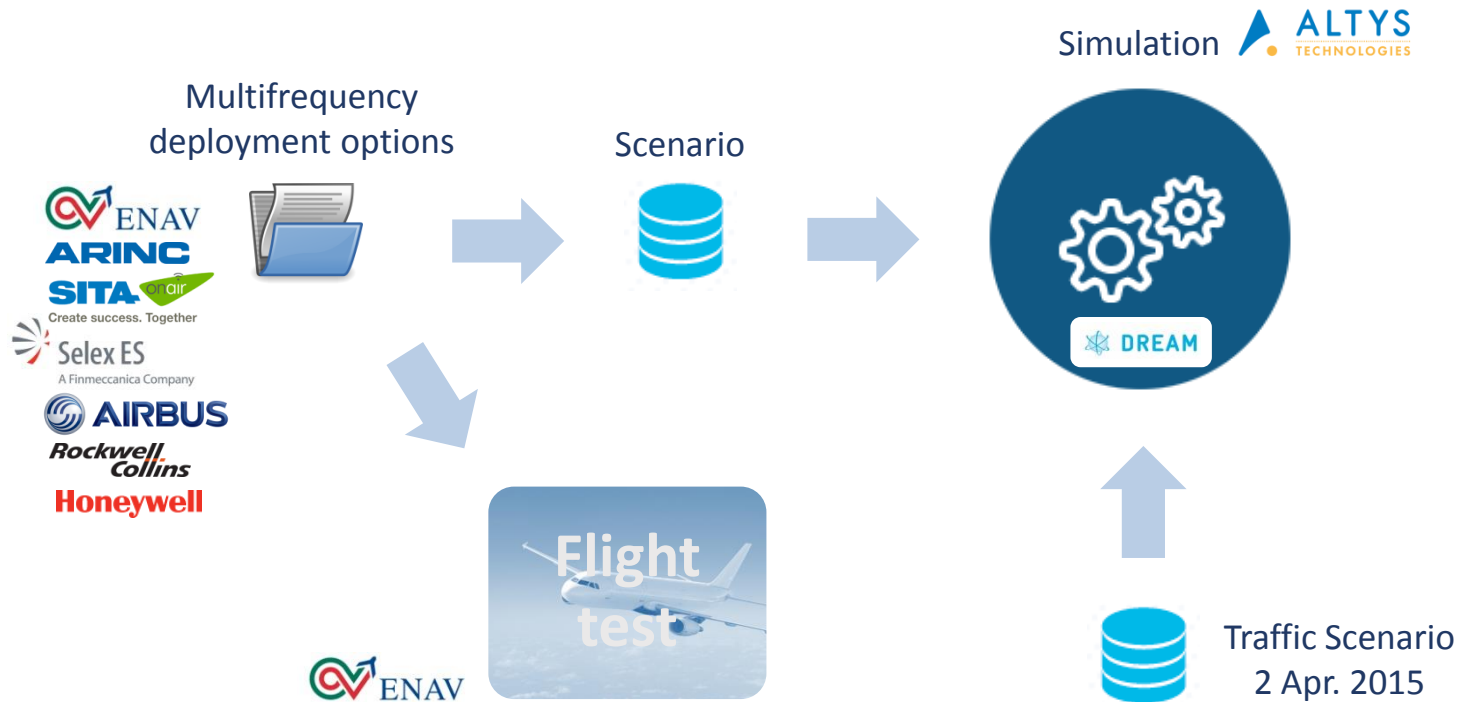 Simulation
ALTYS
TECHNOLOGIES
Multifrequency
deployment options
Scenario
ENAV
ARINC
SITA onair
Create success. Together
Selex ES
A Finmeccanica Company
AIRBUS
Rockwell
Collins
Honeywell
DREAM
Flight
test
ENAV
Traffic Scenario
2 Apr. 2015